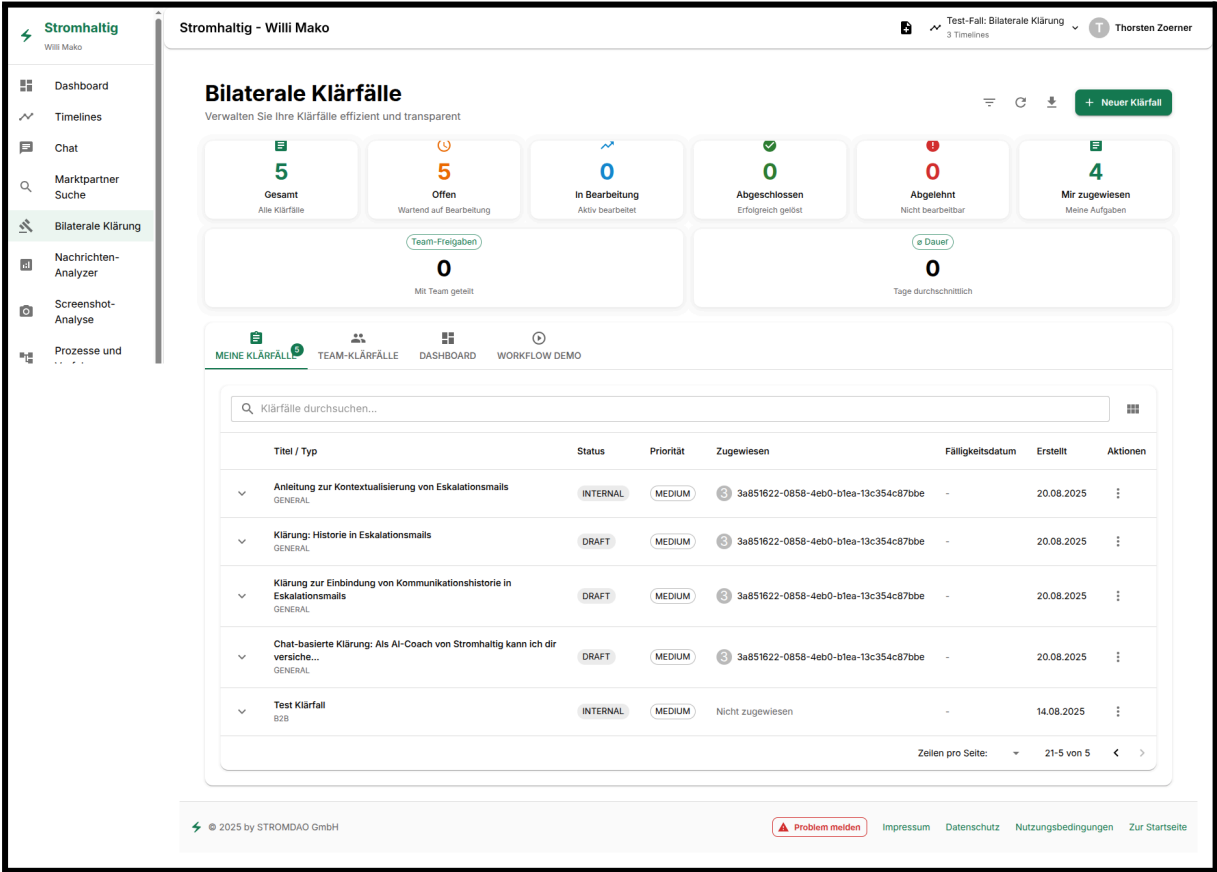 Stromhaltig
Willi Mako
Stromhaltig - Willi Mako
Test-Fall: Bilaterale Klärung
3 Timelines
T
Thorsten Zoerner
Dashboard
Timelines
Chat
Marktpartner
Suche
Bilaterale Klärung
Nachrichten-
Analyzer
Screenshot-
Analyse
Prozesse und
Bilaterale Klärfälle
Verwalten Sie Ihre Klärfälle effizient und transparent
+ Neuer Klärfall
5
Gesamt
Alle Klärfälle
5
Offen
Wartend auf Bearbeitung
0
In Bearbeitung
Aktiv bearbeitet
0
Abgeschlossen
Erfolgreich gelöst
0
Abgelehnt
Nicht bearbeitbar
4
Mir zugewiesen
Meine Aufgaben
Team-Freigaben
0
Mit Team geteilt
ø Dauer
0
Tage durchschnittlich
MEINE KLÄRFÄLLE 5
TEAM-KLÄRFÄLLE
DASHBOARD
WORKFLOW DEMO
Klärfälle durchsuchen...
Titel / Typ Status Priorität Zugewiesen Fälligkeitsdatum Erstellt Aktionen
Anleitung zur Kontextualisierung von Eskalationsmails
GENERAL
INTERNAL MEDIUM 3 3a851622-0858-4eb0-b1ea-13c354c87bbe - 20.08.2025
Klärung: Historie in Eskalationsmails
GENERAL
DRAFT MEDIUM 3 3a851622-0858-4eb0-b1ea-13c354c87bbe - 20.08.2025
Klärung zur Einbindung von Kommunikationshistorie in
Eskalationsmails
GENERAL
DRAFT MEDIUM 3 3a851622-0858-4eb0-b1ea-13c354c87bbe - 20.08.2025
Chat-basierte Klärung: Als AI-Coach von Stromhaltig kann ich dir
versiche...
GENERAL
DRAFT MEDIUM 3 3a851622-0858-4eb0-b1ea-13c354c87bbe - 20.08.2025
Test Klärfall
B2B
INTERNAL MEDIUM Nicht zugewiesen - 14.08.2025
Zeilen pro Seite: 21-5 von 5
© 2025 by STROMDAO GmbH
Problem melden
Impressum
Datenschutz
Nutzungsbedingungen
Zur Startseite